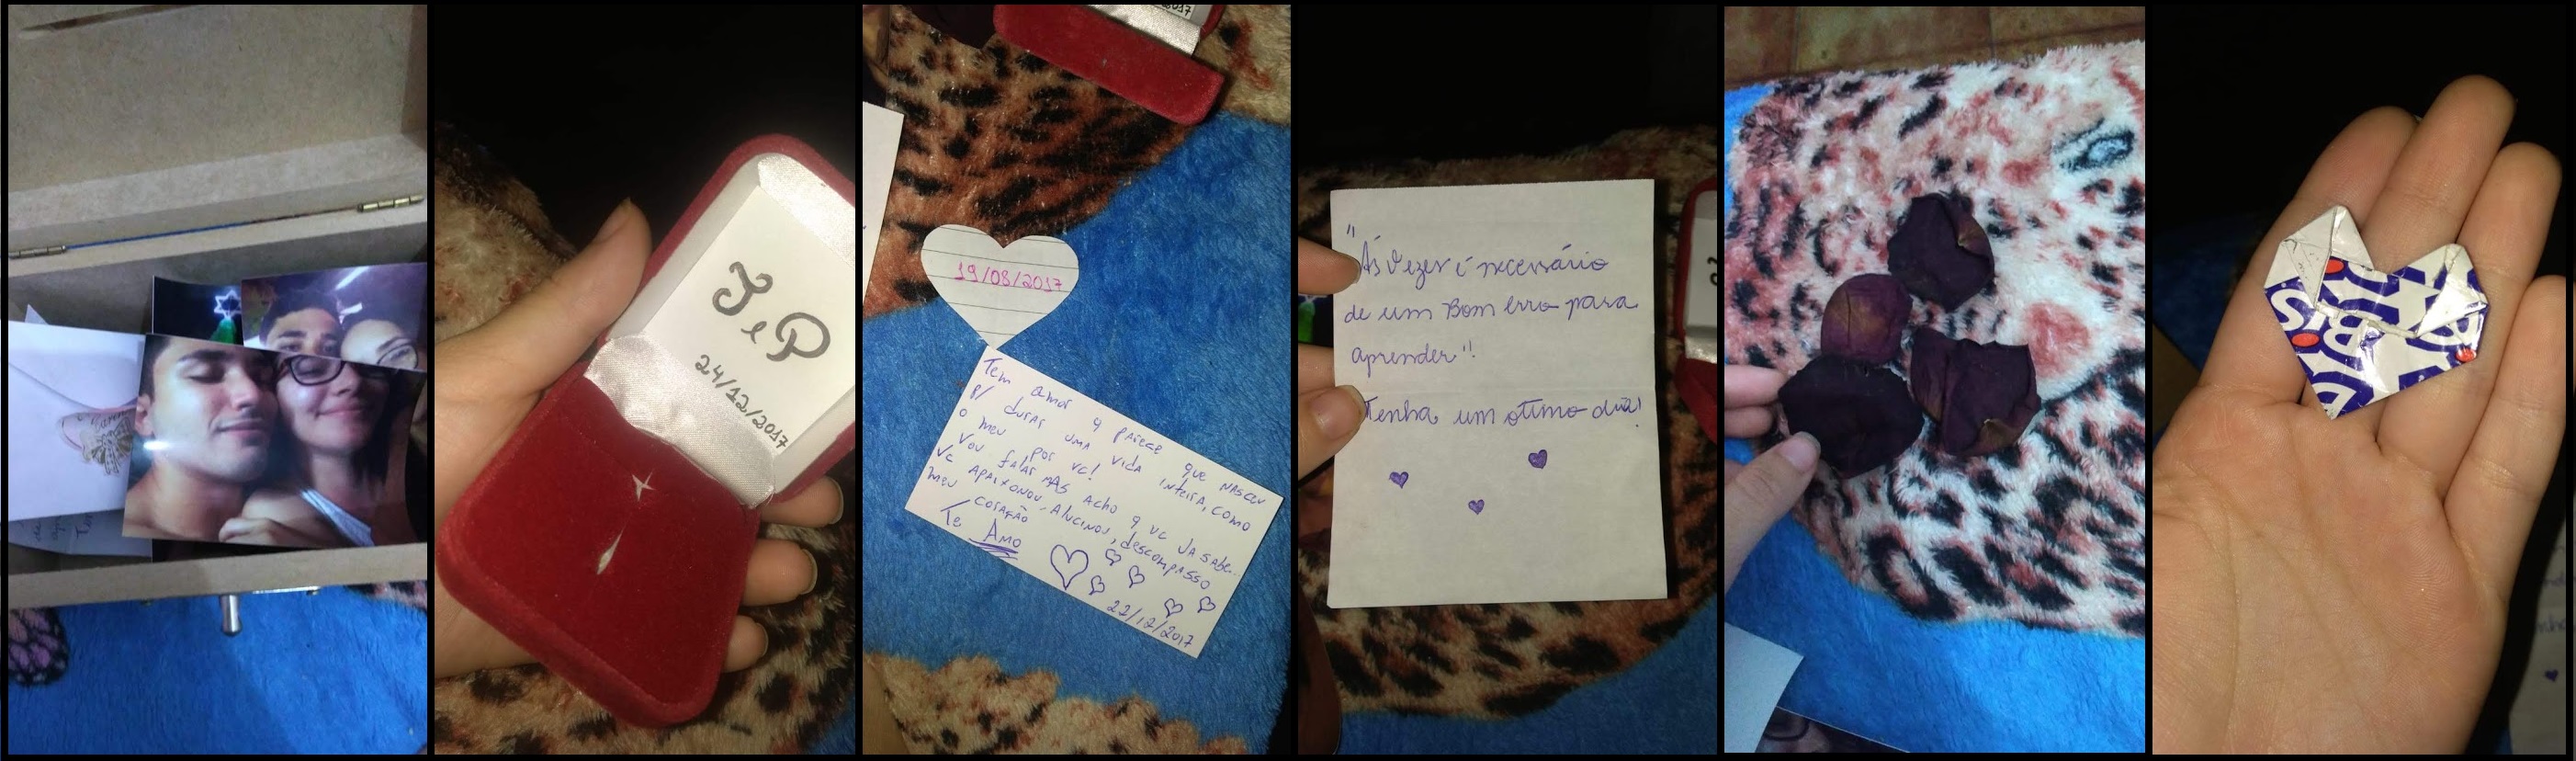 J e P
24/12/2017
19/08/2017
Tem amor q parece que nasceu
p/ durar uma vida inteira, como
o meu por vc!
Vou falar mas acho q vc já sabe...
vc apaixonou, alucinou, descompasso
meu coração
Te Amo
22/12/2017
"Ás vezes é necessário
de um Bom erro para
aprender"!
Tenha um ótimo dia!
BIS